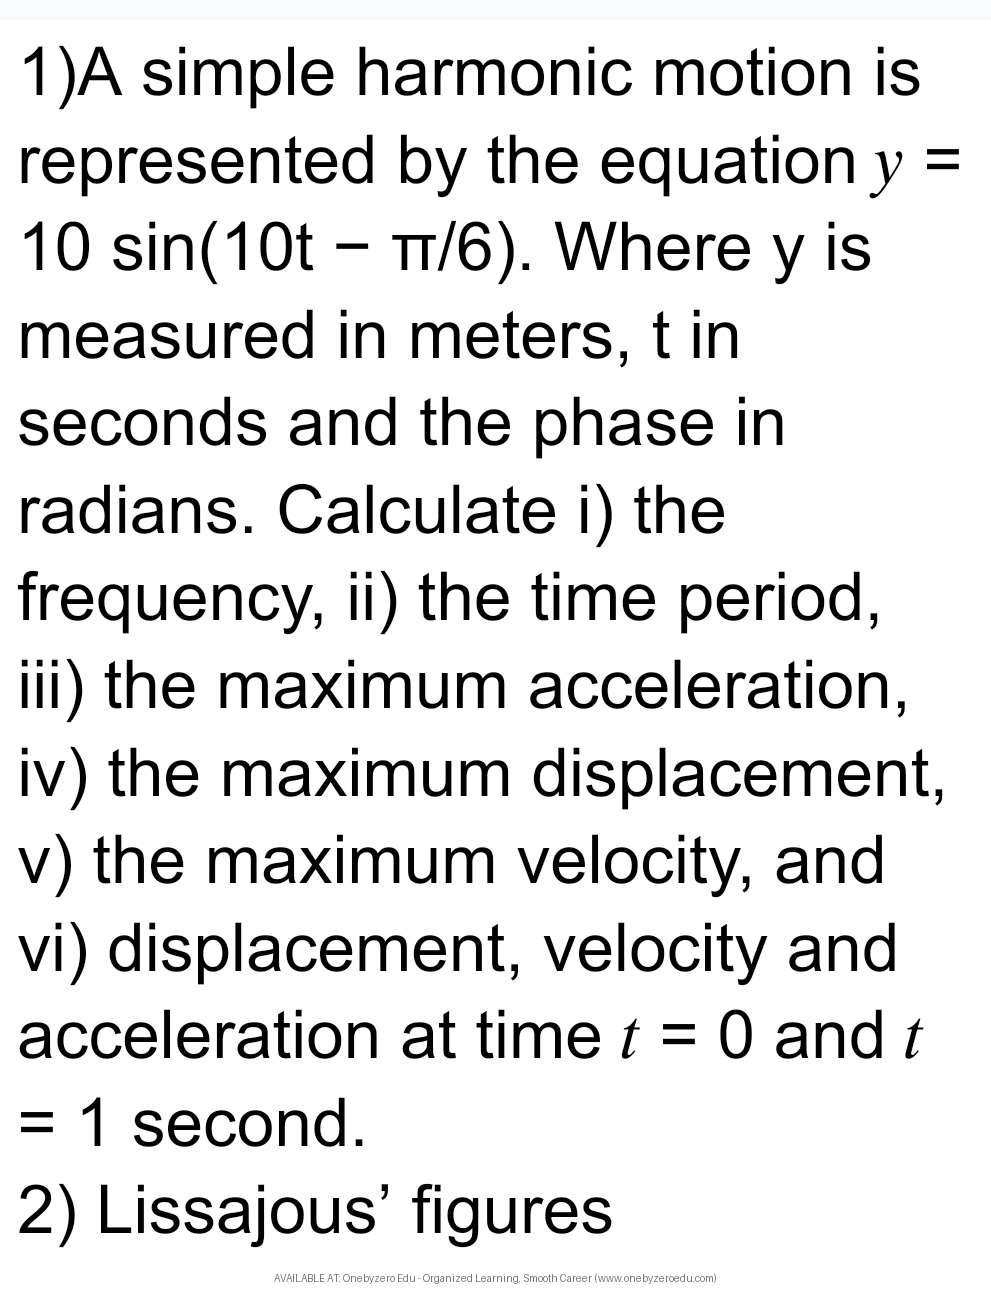 1)A simple harmonic motion is
represented by the equation 𝑦 =
10 sin(10t − π/6). Where y is
measured in meters, t in
seconds and the phase in
radians. Calculate i) the
frequency, ii) the time period,
iii) the maximum acceleration,
iv) the maximum displacement,
v) the maximum velocity, and
vi) displacement, velocity and
acceleration at time 𝑡 = 0 and 𝑡
= 1 second.
2) Lissajous’ figures
AVAILABLE AT: Onebyzero Edu - Organized Learning, Smooth Career (www.onebyzeroedu.com)